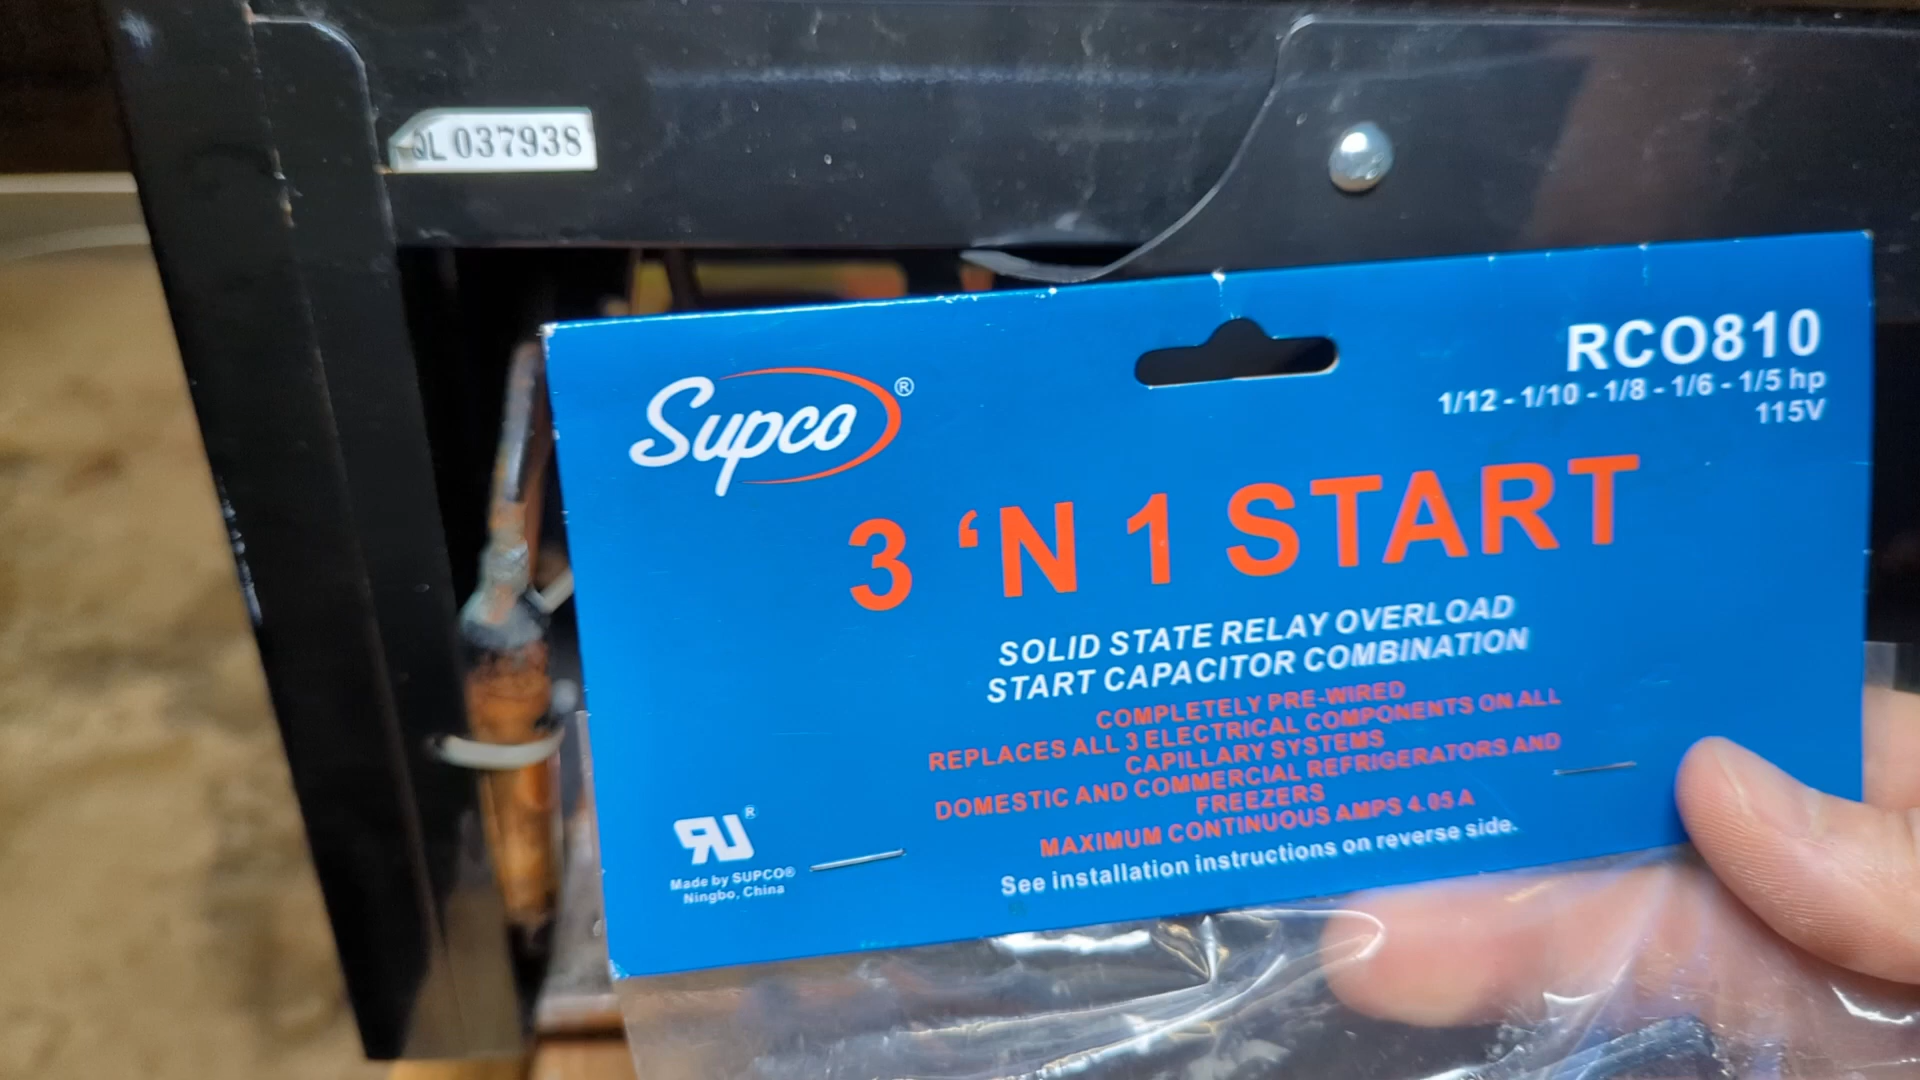 QL 037938
Supco®
RCO810
1/12 - 1/10 - 1/8 - 1/6 - 1/5 hp
115V
3 ‘N 1 START
SOLID STATE RELAY OVERLOAD
START CAPACITOR COMBINATION
COMPLETELY PRE-WIRED
REPLACES ALL 3 ELECTRICAL COMPONENTS ON ALL
CAPILLARY SYSTEMS
DOMESTIC AND COMMERCIAL REFRIGERATORS AND
FREEZERS
MAXIMUM CONTINUOUS AMPS 4.05 A
See installation instructions on reverse side.
RU®
Made by SUPCO®
Ningbo, China